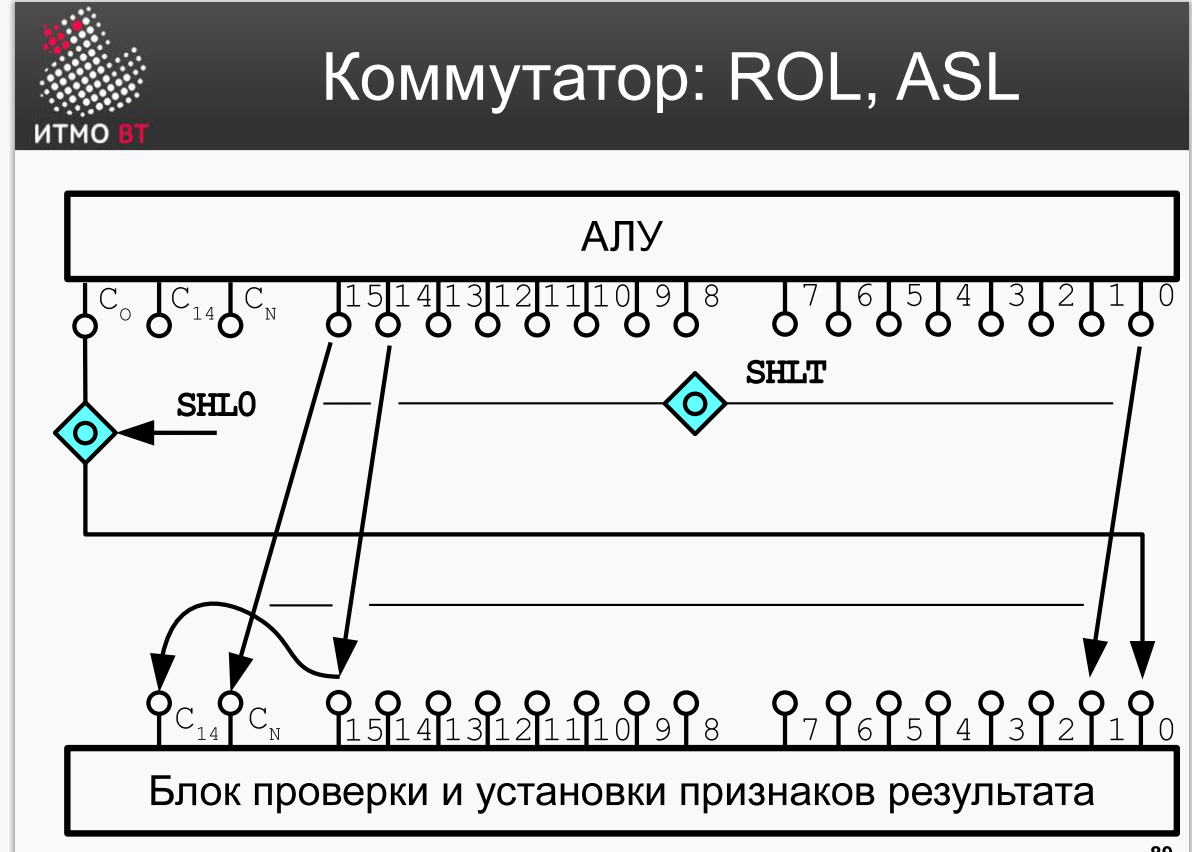 ИТМО ВТ
Коммутатор: ROL, ASL
АЛУ
C₀ C₁₄ C_N 15 14 13 12 11 10 9 8 7 6 5 4 3 2 1 0
SHLT
SHL0
C₁₄ C_N 15 14 13 12 11 10 9 8 7 6 5 4 3 2 1 0
Блок проверки и установки признаков результата